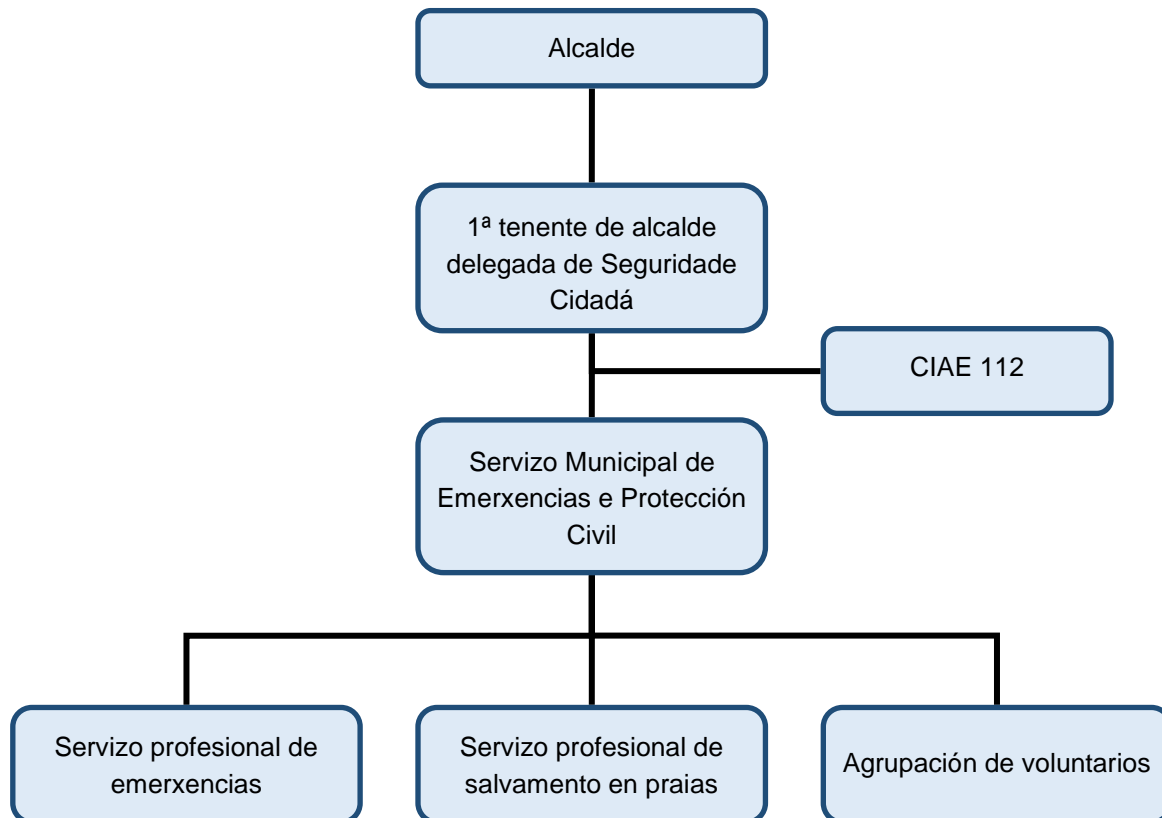 Alcalde
1ª tenente de alcalde
delegada de Seguridade
Cidadá
CIAE 112
Servizo Municipal de
Emerxencias e Protección
Civil
Servizo profesional de
emerxencias
Servizo profesional de
salvamento en praias
Agrupación de voluntarios